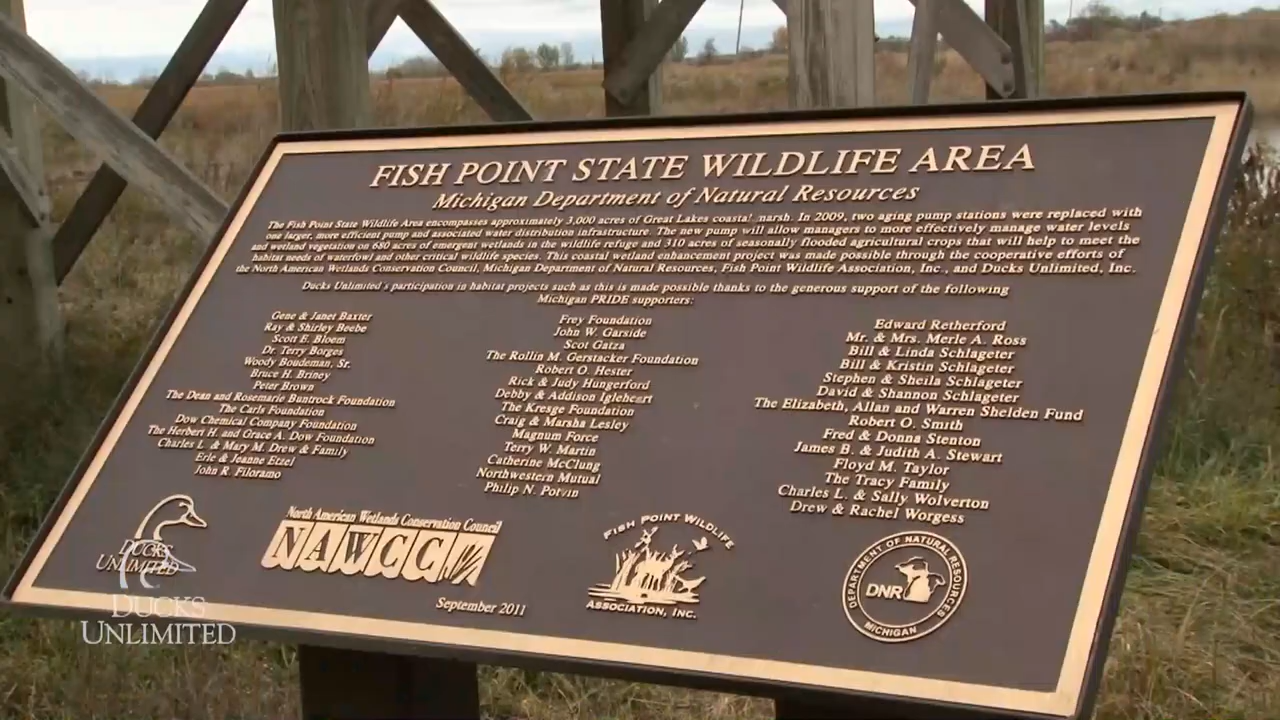 FISH POINT STATE WILDLIFE AREA
Michigan Department of Natural Resources
The Fish Point State Wildlife Area encompasses approximately 3,000 acres of Great Lakes coastal marsh. In 2009, two aging pump stations were replaced with
one larger, more efficient pump and associated water distribution infrastructure. The new pump will allow managers to more effectively manage water levels
and wetland vegetation on 680 acres of emergent wetlands in the wildlife refuge and 310 acres of seasonally flooded agricultural crops that will help to meet the
habitat needs of waterfowl and other critical wildlife species. This coastal wetland enhancement project was made possible through the cooperative efforts of
the North American Wetlands Conservation Council, Michigan Department of Natural Resources, Fish Point Wildlife Association, Inc., and Ducks Unlimited, Inc.
Ducks Unlimited's participation in habitat projects such as this is made possible thanks to the generous support of the following
Michigan PRIDE supporters:
Gene & Janet Baxter
Ray & Shirley Beebe
Scott E. Bloem
Dr. Terry Borges
Woody Boudeman, Sr.
Bruce H. Briney
Peter Brown
The Dean and Rosemarie Buntrock Foundation
The Carls Foundation
Dow Chemical Company Foundation
The Herbert H. and Grace A. Dow Foundation
Charles L. & Mary M. Drew & Family
Erle & Jeanne Etzel
John R. Filoramo
Frey Foundation
John W. Garside
Scot Gatza
The Rollin M. Gerstacker Foundation
Robert O. Hester
Rick & Judy Hungerford
Debby & Addison Igleheart
The Kresge Foundation
Craig & Marsha Lesley
Magnum Force
Terry W. Martin
Catherine McClung
Northwestern Mutual
Philip N. Potvin
Edward Retherford
Mr. & Mrs. Merle A. Ross
Bill & Linda Schlageter
Bill & Kristin Schlageter
Stephen & Sheila Schlageter
David & Shannon Schlageter
The Elizabeth, Allan and Warren Shelden Fund
Robert O. Smith
Fred & Donna Stenton
James B. & Judith A. Stewart
Floyd M. Taylor
The Tracy Family
Charles L. & Sally Wolverton
Drew & Rachel Worgess
DUCKS
UNLIMITED
North American Wetlands Conservation Council
NAWCC
September 2011
FISH POINT WILDLIFE
ASSOCIATION, INC.
DEPARTMENT OF NATURAL RESOURCES
DNR
MICHIGAN
DUCKS
UNLIMITED